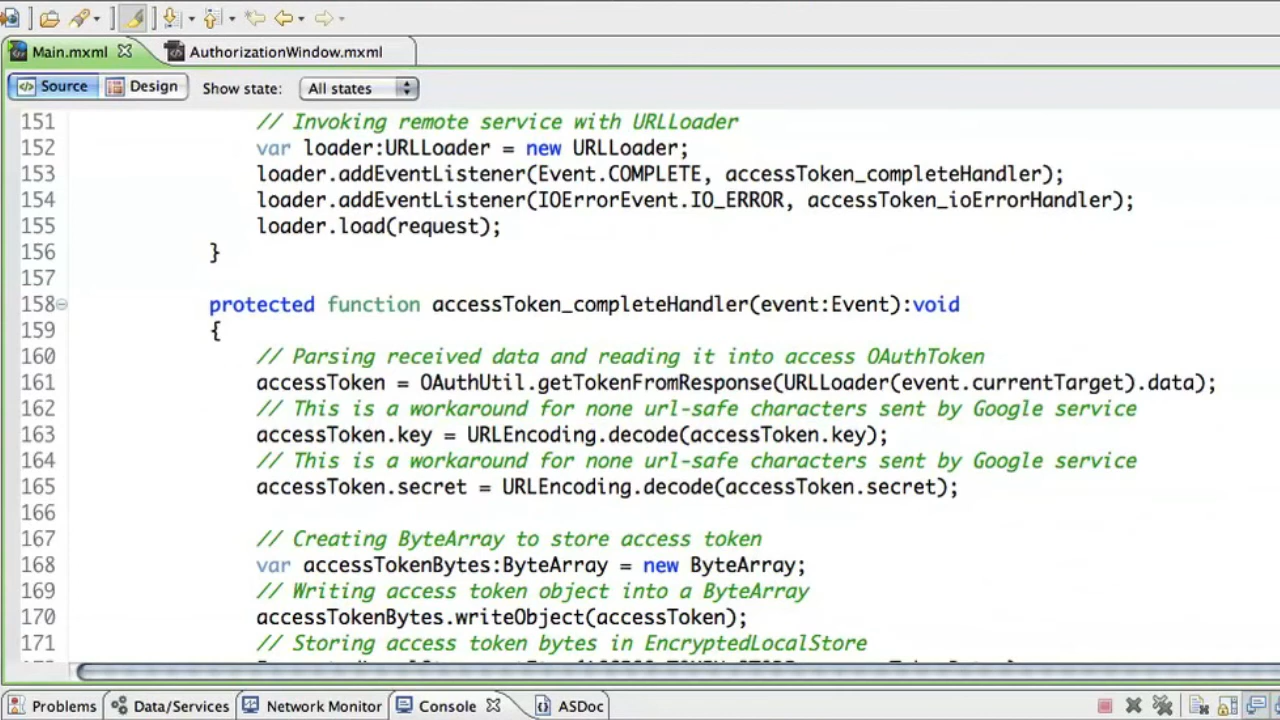 Main.mxml AuthorizationWindow.mxml
Source Design Show state: All states
151 // Invoking remote service with URLLoader
152 var loader:URLLoader = new URLLoader;
153 loader.addEventListener(Event.COMPLETE, accessToken_completeHandler);
154 loader.addEventListener(IOErrorEvent.IO_ERROR, accessToken_ioErrorHandler);
155 loader.load(request);
156 }
157
158 protected function accessToken_completeHandler(event:Event):void
159 {
160 // Parsing received data and reading it into access OAuthToken
161 accessToken = OAuthUtil.getTokenFromResponse(URLLoader(event.currentTarget).data);
162 // This is a workaround for none url-safe characters sent by Google service
163 accessToken.key = URLEncoding.decode(accessToken.key);
164 // This is a workaround for none url-safe characters sent by Google service
165 accessToken.secret = URLEncoding.decode(accessToken.secret);
166
167 // Creating ByteArray to store access token
168 var accessTokenBytes:ByteArray = new ByteArray;
169 // Writing access token object into a ByteArray
170 accessTokenBytes.writeObject(accessToken);
171 // Storing access token bytes in EncryptedLocalStore
Problems Data/Services Network Monitor Console ASDoc